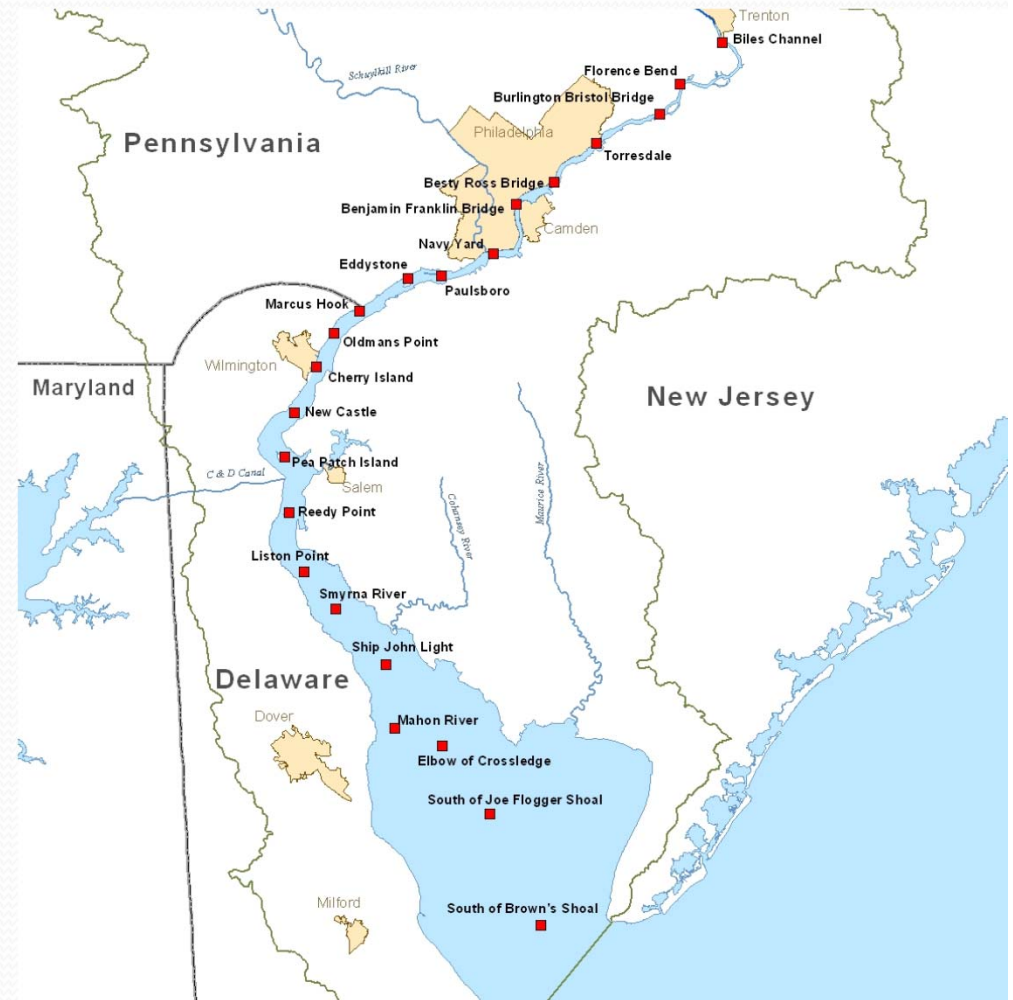 Trenton
Biles Channel
Florence Bend
Schuylkill River
Burlington Bristol Bridge
Philadelphia
Pennsylvania
Torresdale
Besty Ross Bridge
Benjamin Franklin Bridge
Camden
Navy Yard
Eddystone
Paulsboro
Marcus Hook
Oldmans Point
Wilmington
Cherry Island
Maryland
New Jersey
New Castle
Pea Patch Island
C & D Canal
Salem
Maurice River
Cohansey River
Reedy Point
Liston Point
Smyrna River
Ship John Light
Delaware
Dover
Mahon River
Elbow of Crossledge
South of Joe Flogger Shoal
Milford
South of Brown's Shoal